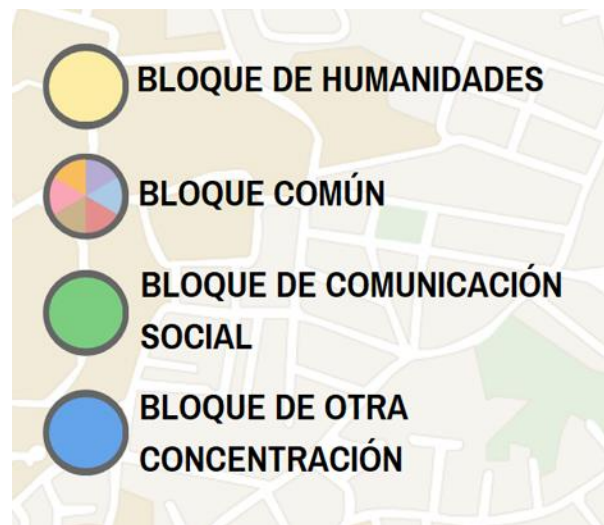 BLOQUE DE HUMANIDADES
BLOQUE COMÚN
BLOQUE DE COMUNICACIÓN
SOCIAL
BLOQUE DE OTRA
CONCENTRACIÓN